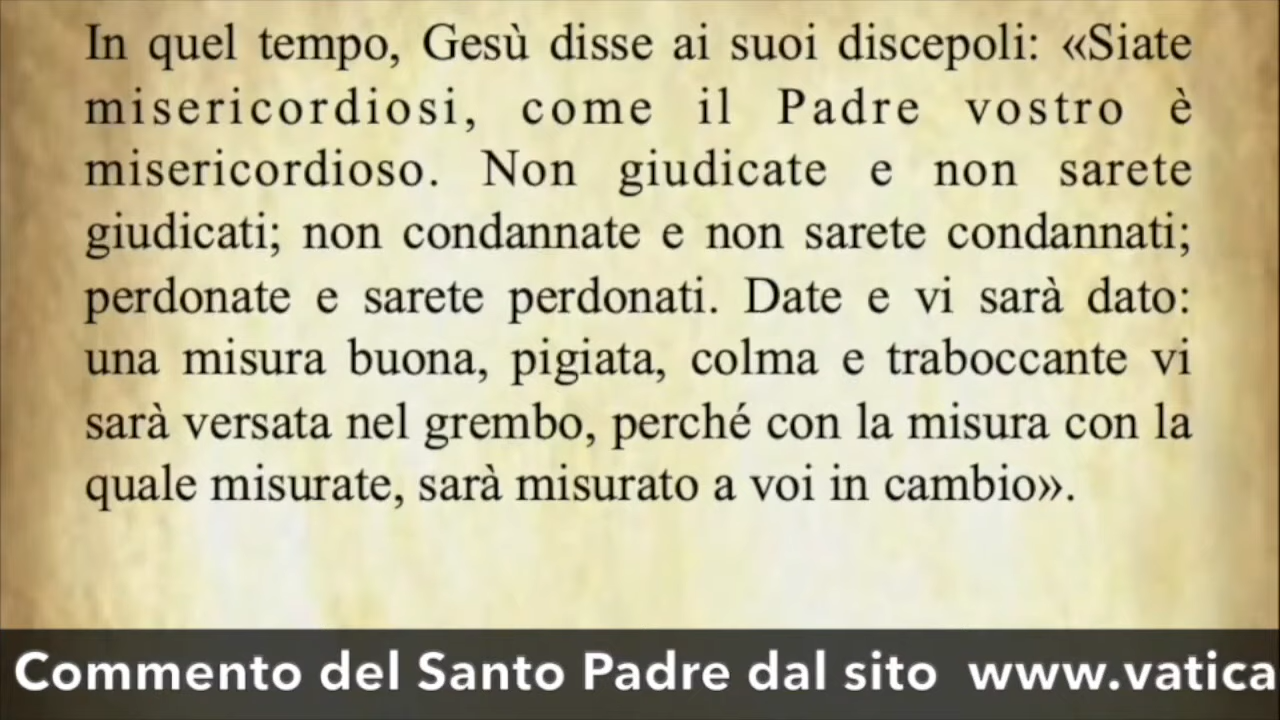 In quel tempo, Gesù disse ai suoi discepoli: «Siate
misericordiosi, come il Padre vostro è
misericordioso. Non giudicate e non sarete
giudicati; non condannate e non sarete condannati;
perdonate e sarete perdonati. Date e vi sarà dato:
una misura buona, pigiata, colma e traboccante vi
sarà versata nel grembo, perché con la misura con la
quale misurate, sarà misurato a voi in cambio».
Commento del Santo Padre dal sito www.vatica